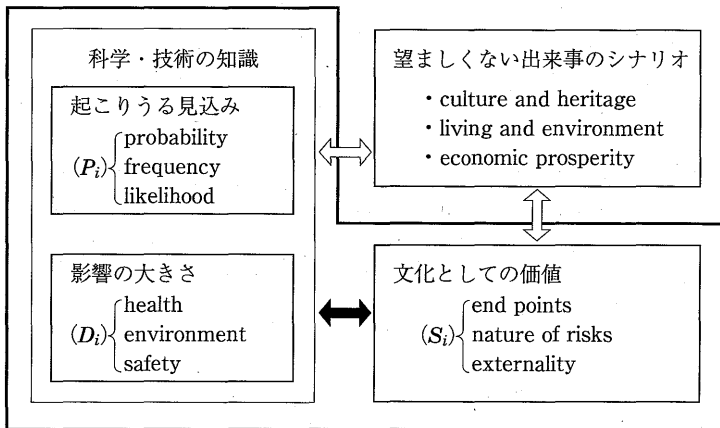 科学・技術の知識
起こりうる見込み
(Pi)
probability
frequency
likelihood
影響の大きさ
(Di)
health
environment
safety
望ましくない出来事のシナリオ
・culture and heritage
・living and environment
・economic prosperity
文化としての価値
(Si)
end points
nature of risks
externality